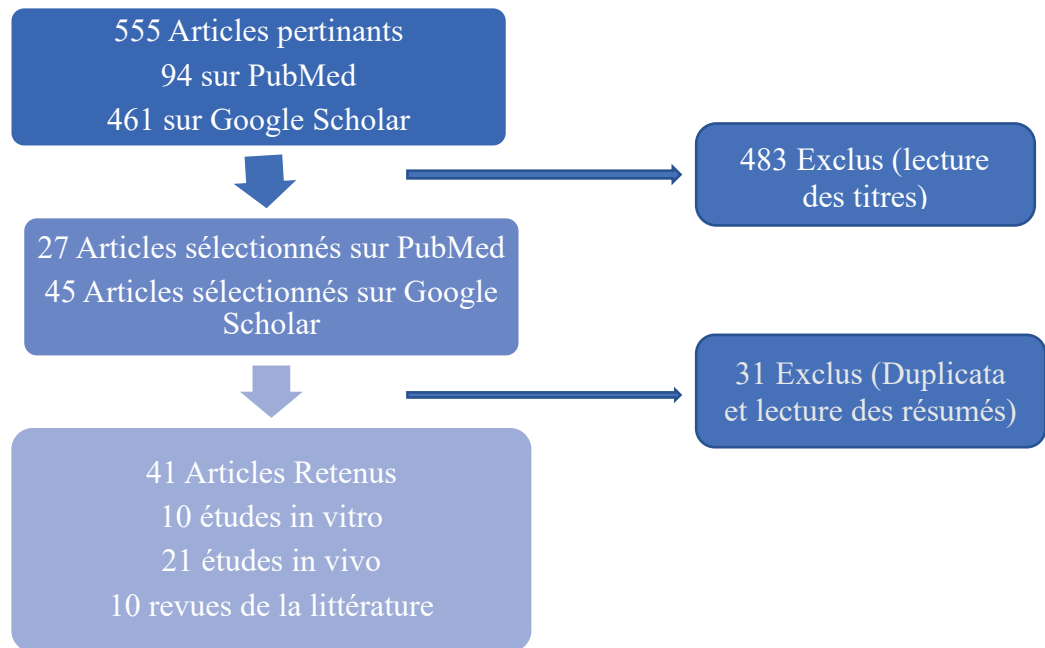 555 Articles pertinants
94 sur PubMed
461 sur Google Scholar
483 Exclus (lecture
des titres)
27 Articles sélectionnés sur PubMed
45 Articles sélectionnés sur Google
Scholar
31 Exclus (Duplicata
et lecture des résumés)
41 Articles Retenus
10 études in vitro
21 études in vivo
10 revues de la littérature